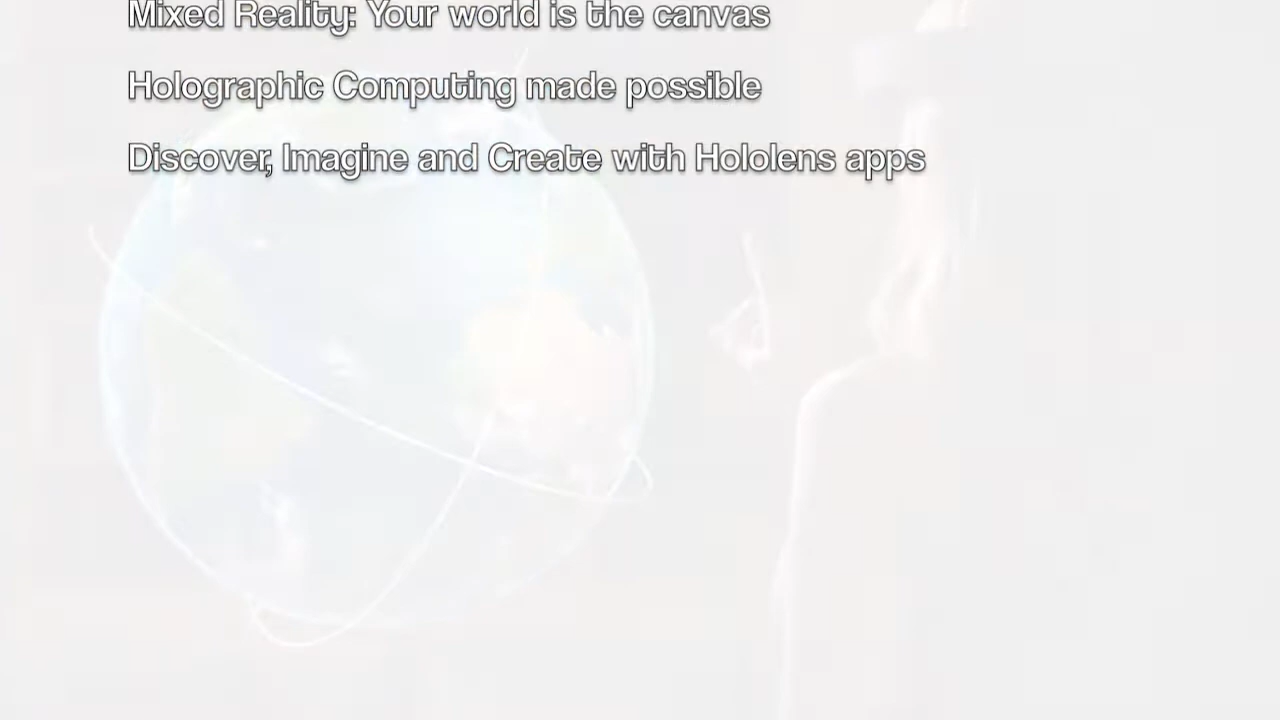 Mixed Reality: Your world is the canvas
Holographic Computing made possible
Discover, Imagine and Create with Hololens apps